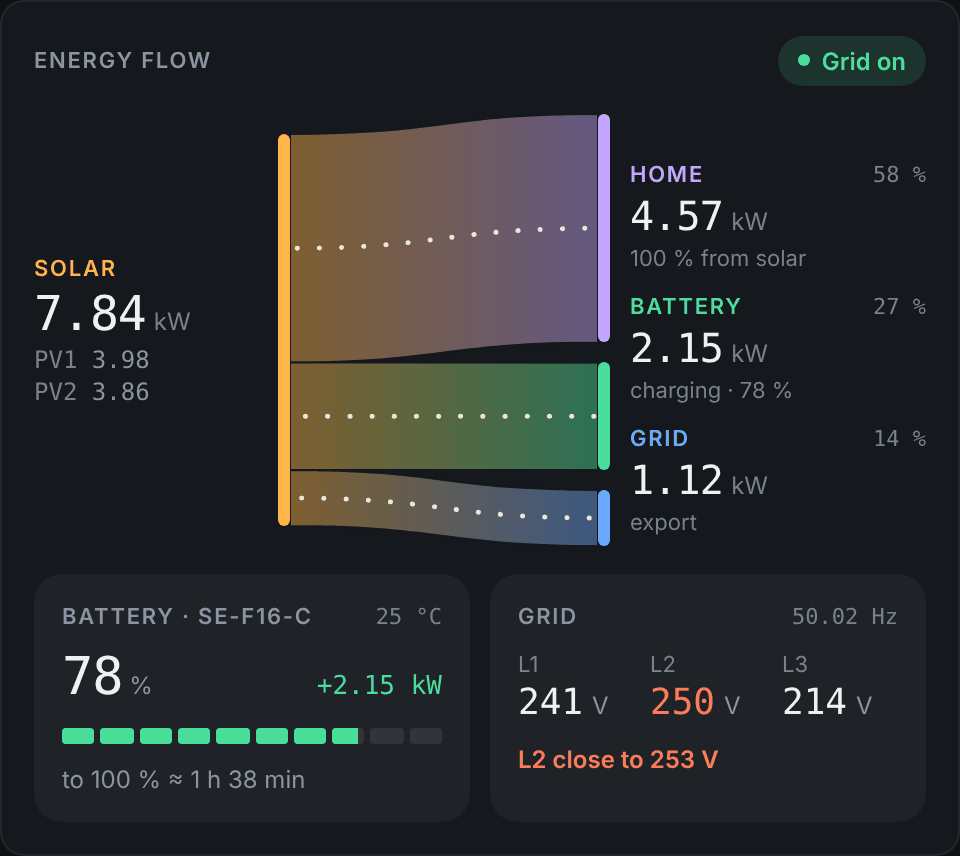 ENERGY FLOW
Grid on
SOLAR
7.84 kW
PV1 3.98
PV2 3.86
HOME 58 %
4.57 kW
100 % from solar
BATTERY 27 %
2.15 kW
charging · 78 %
GRID 14 %
1.12 kW
export
BATTERY · SE-F16-C 25 °C
78 % +2.15 kW
to 100 % ≈ 1 h 38 min
GRID 50.02 Hz
L1 L2 L3
241 V 250 V 214 V
L2 close to 253 V